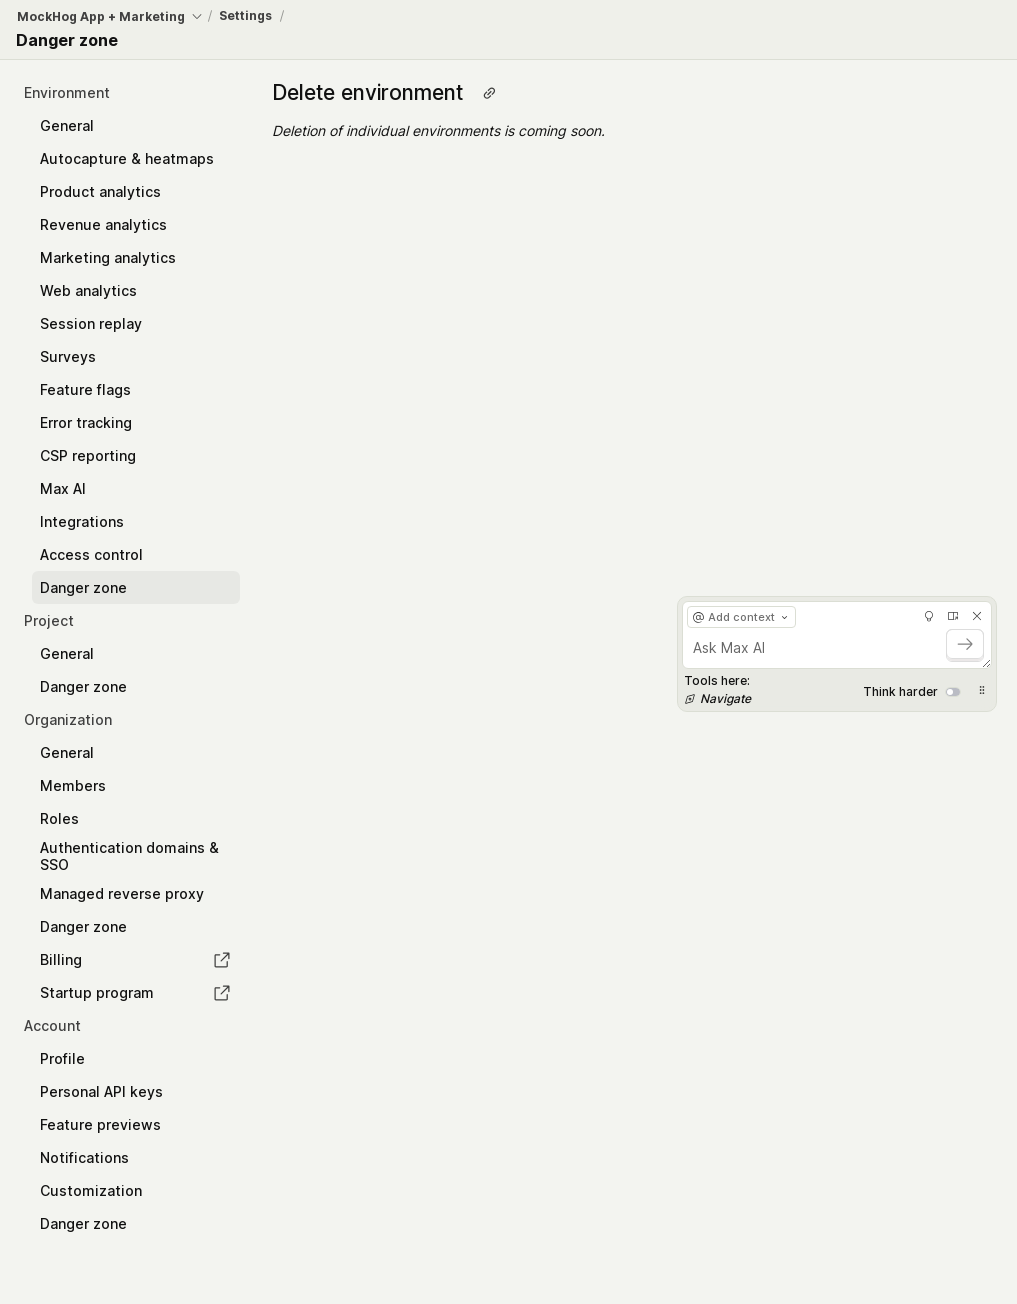 MockHog App + Marketing / Settings /
Danger zone
Environment
General
Autocapture & heatmaps
Product analytics
Revenue analytics
Marketing analytics
Web analytics
Session replay
Surveys
Feature flags
Error tracking
CSP reporting
Max AI
Integrations
Access control
Danger zone
Project
General
Danger zone
Organization
General
Members
Roles
Authentication domains &
SSO
Managed reverse proxy
Danger zone
Billing
Startup program
Account
Profile
Personal API keys
Feature previews
Notifications
Customization
Danger zone
Delete environment
Deletion of individual environments is coming soon.
@ Add context
Ask Max AI
Tools here:
Navigate
Think harder